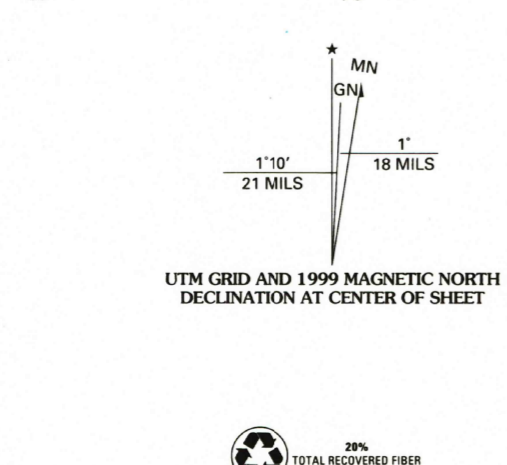 MN
GN
1°
18 MILS
1°10′
21 MILS
UTM GRID AND 1999 MAGNETIC NORTH
DECLINATION AT CENTER OF SHEET
20%
TOTAL RECOVERED FIBER